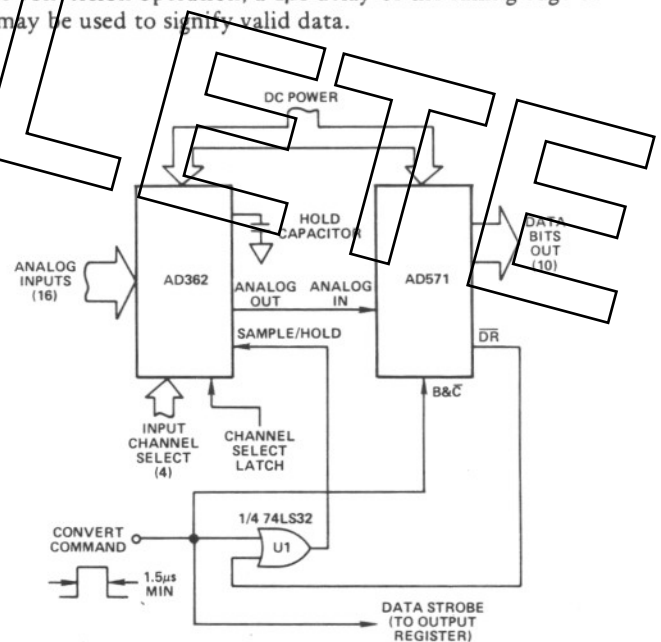 may be used to signify valid data.
LETE
DC POWER
HOLD
CAPACITOR
DATA
BITS
OUT
(10)
ANALOG
INPUTS
(16)
AD362
AD571
ANALOG
OUT
ANALOG
IN
SAMPLE/HOLD
DR
B&C
INPUT
CHANNEL
SELECT
(4)
CHANNEL
SELECT
LATCH
1/4 74LS32
CONVERT
COMMAND
U1
1.5µs
MIN
DATA STROBE
(TO OUTPUT
REGISTER)